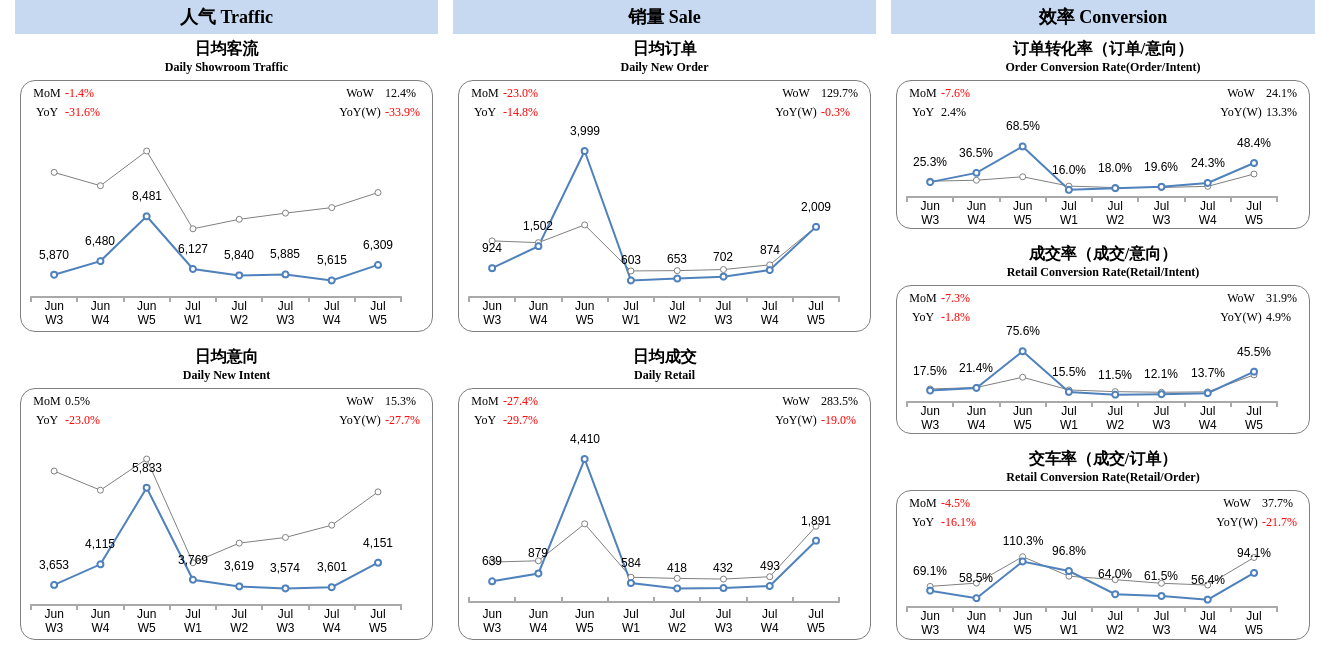 人气 Traffic
日均客流
Daily Showroom Traffic
MoM -1.4% WoW 12.4%
YoY -31.6% YoY(W) -33.9%
8,481
5,870 6,480 6,127 5,840 5,885 5,615 6,309
Jun Jun Jun Jul Jul Jul Jul Jul
W3 W4 W5 W1 W2 W3 W4 W5
日均意向
Daily New Intent
MoM 0.5% WoW 15.3%
YoY -23.0% YoY(W) -27.7%
5,833
3,653 4,115 3,769 3,619 3,574 3,601 4,151
Jun Jun Jun Jul Jul Jul Jul Jul
W3 W4 W5 W1 W2 W3 W4 W5
销量 Sale
日均订单
Daily New Order
MoM -23.0% WoW 129.7%
YoY -14.8% YoY(W) -0.3%
3,999
924 1,502 603 653 702 874 2,009
Jun Jun Jun Jul Jul Jul Jul Jul
W3 W4 W5 W1 W2 W3 W4 W5
日均成交
Daily Retail
MoM -27.4% WoW 283.5%
YoY -29.7% YoY(W) -19.0%
4,410
639 879 584 418 432 493 1,891
Jun Jun Jun Jul Jul Jul Jul Jul
W3 W4 W5 W1 W2 W3 W4 W5
效率 Conversion
订单转化率（订单/意向）
Order Conversion Rate(Order/Intent)
MoM -7.6% WoW 24.1%
YoY 2.4% YoY(W) 13.3%
25.3% 36.5% 68.5% 16.0% 18.0% 19.6% 24.3% 48.4%
Jun Jun Jun Jul Jul Jul Jul Jul
W3 W4 W5 W1 W2 W3 W4 W5
成交率（成交/意向）
Retail Conversion Rate(Retail/Intent)
MoM -7.3% WoW 31.9%
YoY -1.8% YoY(W) 4.9%
17.5% 21.4% 75.6% 15.5% 11.5% 12.1% 13.7% 45.5%
Jun Jun Jun Jul Jul Jul Jul Jul
W3 W4 W5 W1 W2 W3 W4 W5
交车率（成交/订单）
Retail Conversion Rate(Retail/Order)
MoM -4.5% WoW 37.7%
YoY -16.1% YoY(W) -21.7%
69.1% 58.5% 110.3% 96.8% 64.0% 61.5% 56.4% 94.1%
Jun Jun Jun Jul Jul Jul Jul Jul
W3 W4 W5 W1 W2 W3 W4 W5